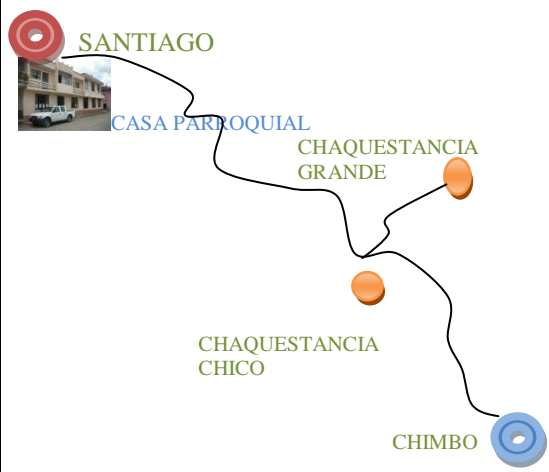 SANTIAGO
CASA PARROQUIAL
CHAQUESTANCIA
GRANDE
CHAQUESTANCIA
CHICO
CHIMBO